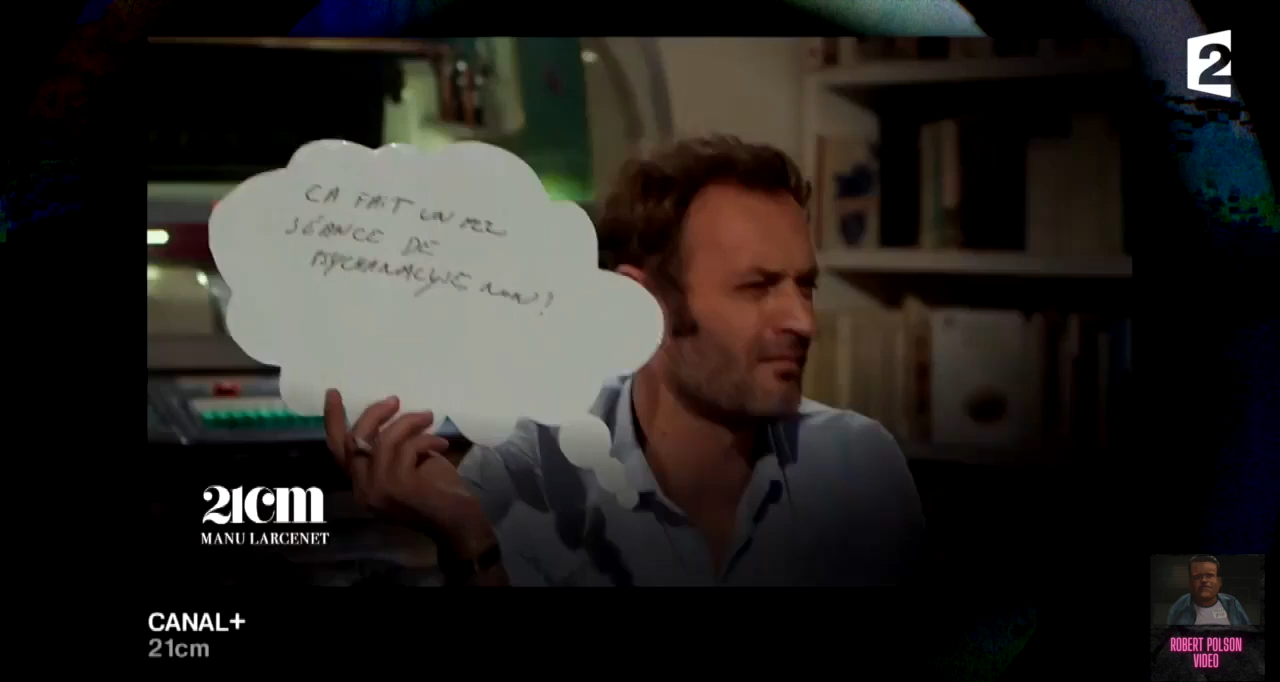 2
CA FAIT UN PEU
SÉANCE DE
PSYCHANALYSE NON?
21cm
MANU LARCENET
CANAL+
21cm
ROBERT POLSON
VIDEO